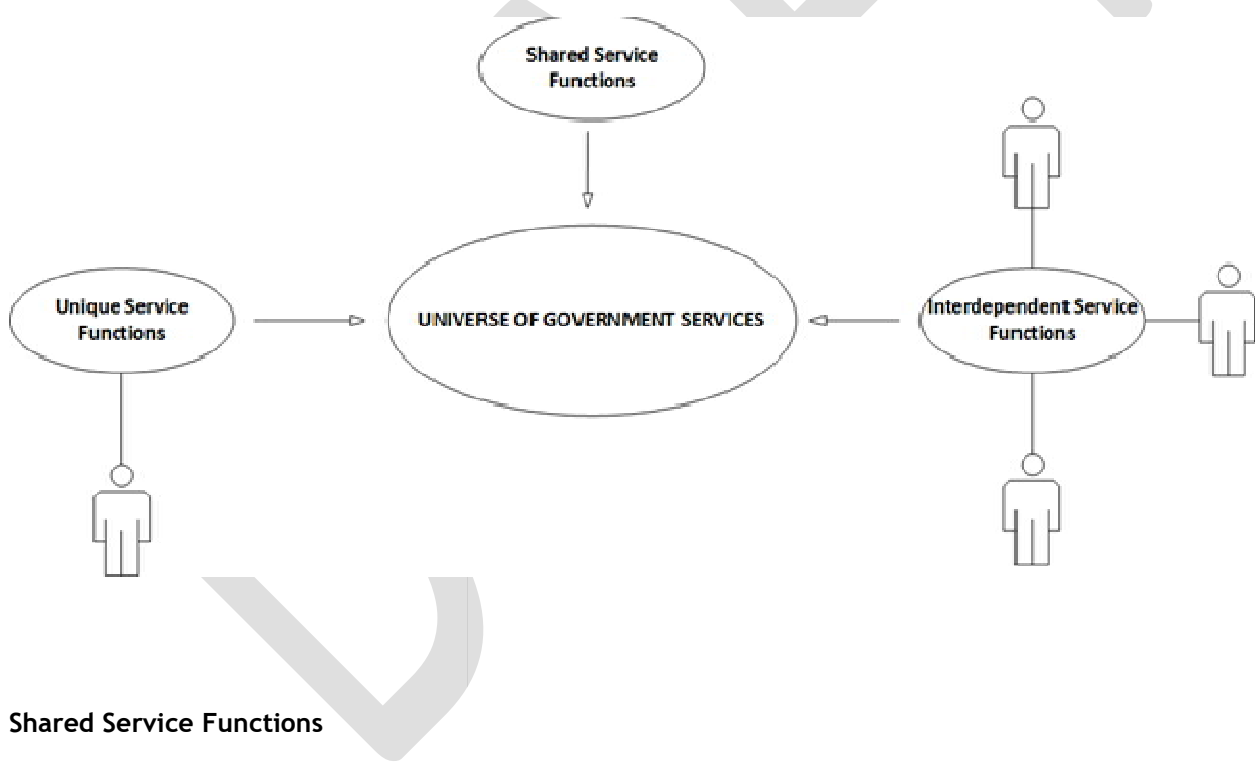 Shared Service
Functions
Unique Service
Functions
UNIVERSE OF GOVERNMENT SERVICES
Interdependent Service
Functions
Shared Service Functions